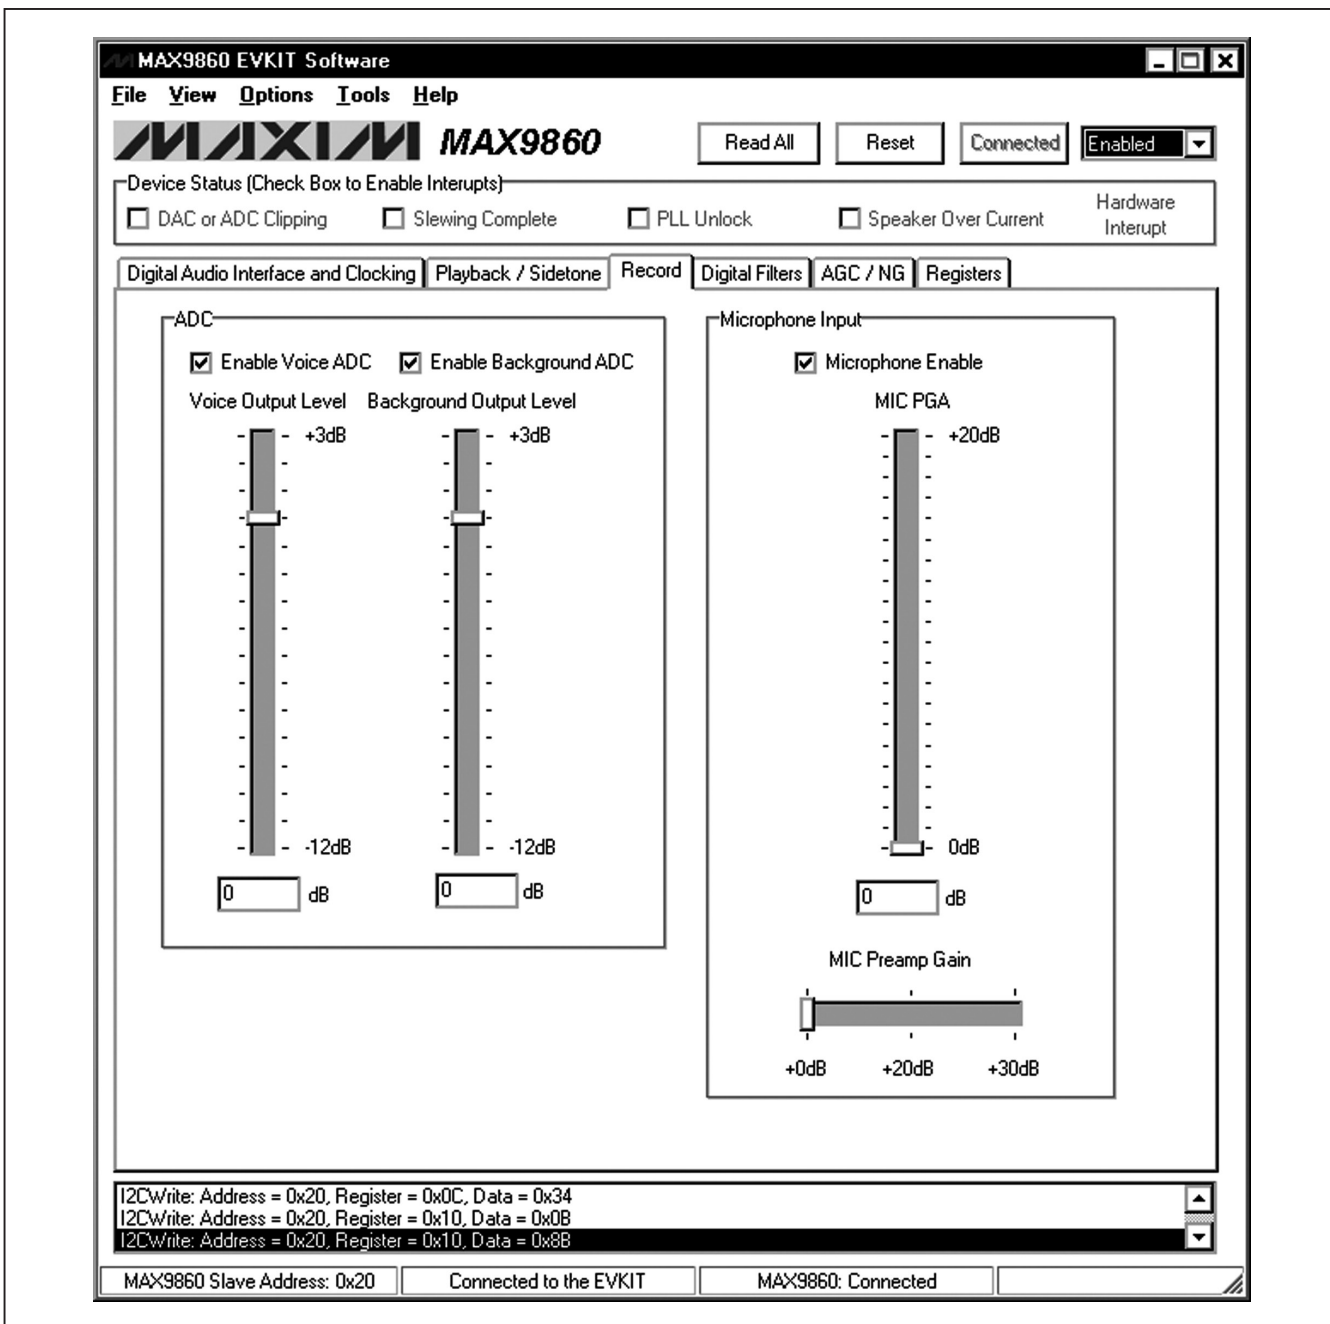 MAX9860 EVKIT Software
File View Options Tools Help
MAXIM MAX9860 Read All Reset Connected Enabled
Device Status (Check Box to Enable Interupts)
DAC or ADC Clipping Slewing Complete PLL Unlock Speaker Over Current Hardware
Interupt
Digital Audio Interface and Clocking Playback / Sidetone Record Digital Filters AGC / NG Registers
ADC Microphone Input
Enable Voice ADC Enable Background ADC Microphone Enable
Voice Output Level Background Output Level MIC PGA
+3dB +3dB +20dB
-12dB -12dB 0dB
0 dB 0 dB 0 dB
MIC Preamp Gain
+0dB +20dB +30dB
I2CWrite: Address = 0x20, Register = 0x0C, Data = 0x34
I2CWrite: Address = 0x20, Register = 0x10, Data = 0x0B
I2CWrite: Address = 0x20, Register = 0x10, Data = 0x8B
MAX9860 Slave Address: 0x20 Connected to the EVKIT MAX9860: Connected